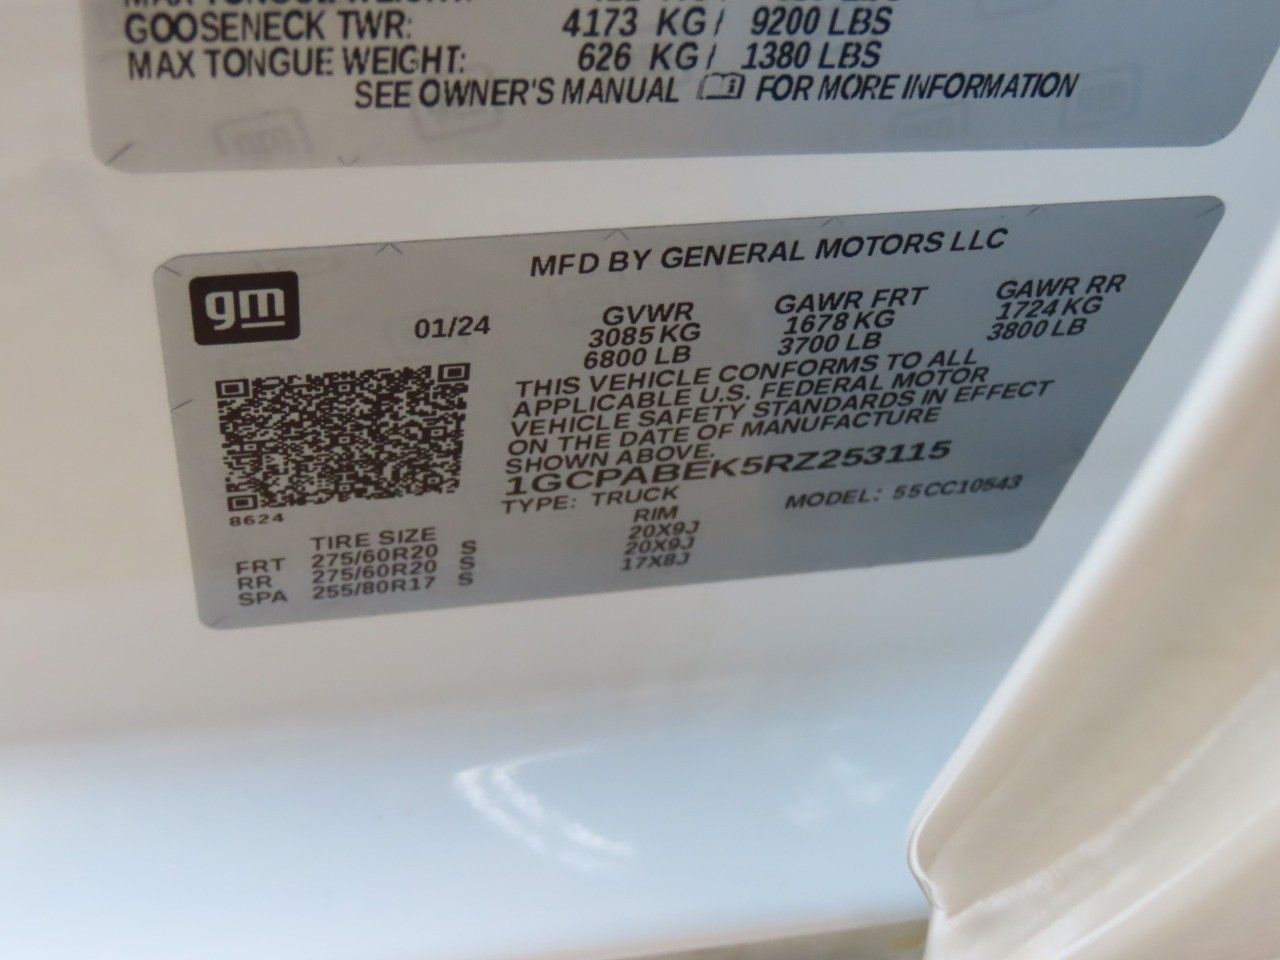 GOOSENECK TWR: 4173 KG / 9200 LBS
MAX TONGUE WEIGHT: 626 KG / 1380 LBS
SEE OWNER'S MANUAL FOR MORE INFORMATION
gm
MFD BY GENERAL MOTORS LLC
01/24 GVWR GAWR FRT GAWR RR
3085 KG 1678 KG 1724 KG
6800 LB 3700 LB 3800 LB
THIS VEHICLE CONFORMS TO ALL
APPLICABLE U.S. FEDERAL MOTOR
VEHICLE SAFETY STANDARDS IN EFFECT
ON THE DATE OF MANUFACTURE
SHOWN ABOVE.
1GCPABEK5RZ253115
TYPE: TRUCK MODEL: 55CC10543
8624
TIRE SIZE RIM
FRT 275/60R20 S 20X9J
RR 275/60R20 S 20X9J
SPA 255/80R17 S 17X8J